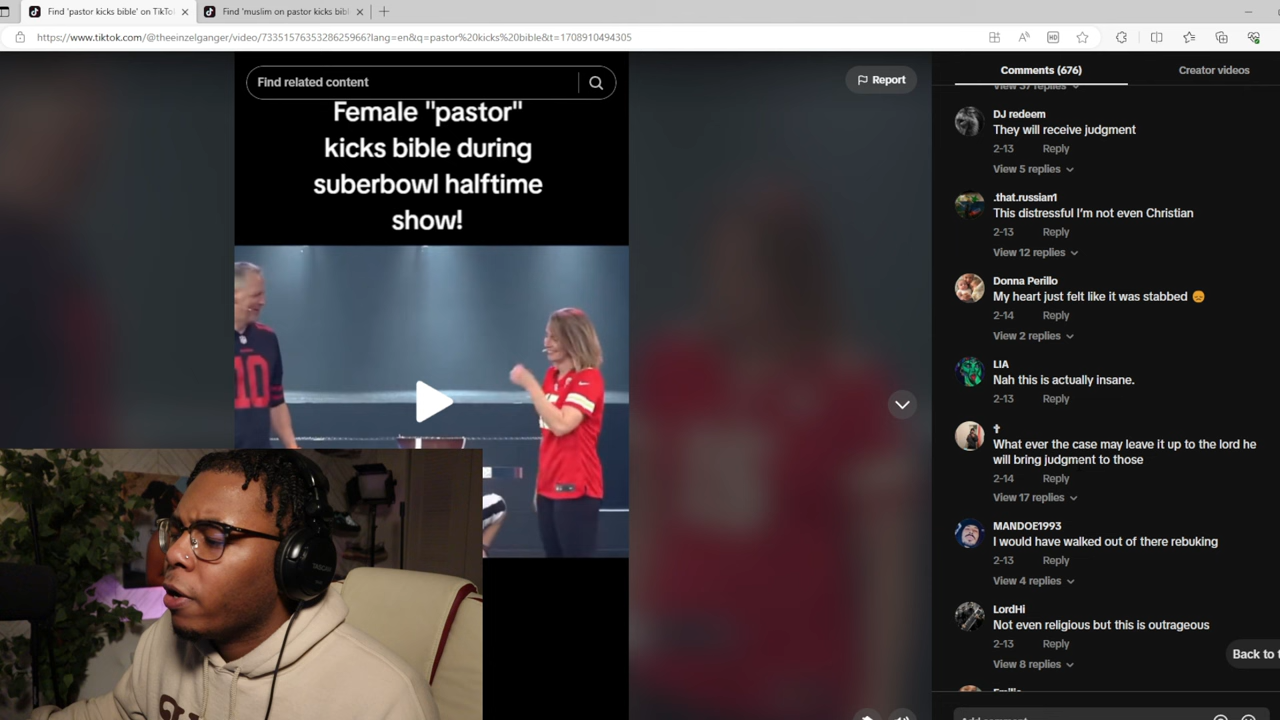 Find 'pastor kicks bible' on TikTo
Find 'muslim on pastor kicks bibl
https://www.tiktok.com/@theeinzelganger/video/7335157635328625966?lang=en&q=pastor%20kicks%20bible&t=1708910494305
Find related content
Report
Female "pastor"
kicks bible during
suberbowl halftime
show!
10
Comments (676)
Creator videos
View 37 replies
DJ redeem
They will receive judgment
2-13 Reply
View 5 replies
.that.russian1
This distressful I'm not even Christian
2-13 Reply
View 12 replies
Donna Perillo
My heart just felt like it was stabbed 😞
2-14 Reply
View 2 replies
LIA
Nah this is actually insane.
2-13 Reply
✝
What ever the case may leave it up to the lord he
will bring judgment to those
2-14 Reply
View 17 replies
MANDOE1993
I would have walked out of there rebuking
2-13 Reply
View 4 replies
LordHi
Not even religious but this is outrageous
2-13 Reply
View 8 replies
Back to t
Add comment...